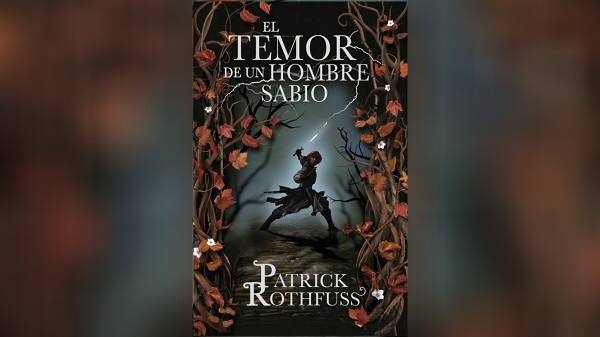 EL
TEMOR
DE UN HOMBRE
SABIO
PATRICK
ROTHFUSS